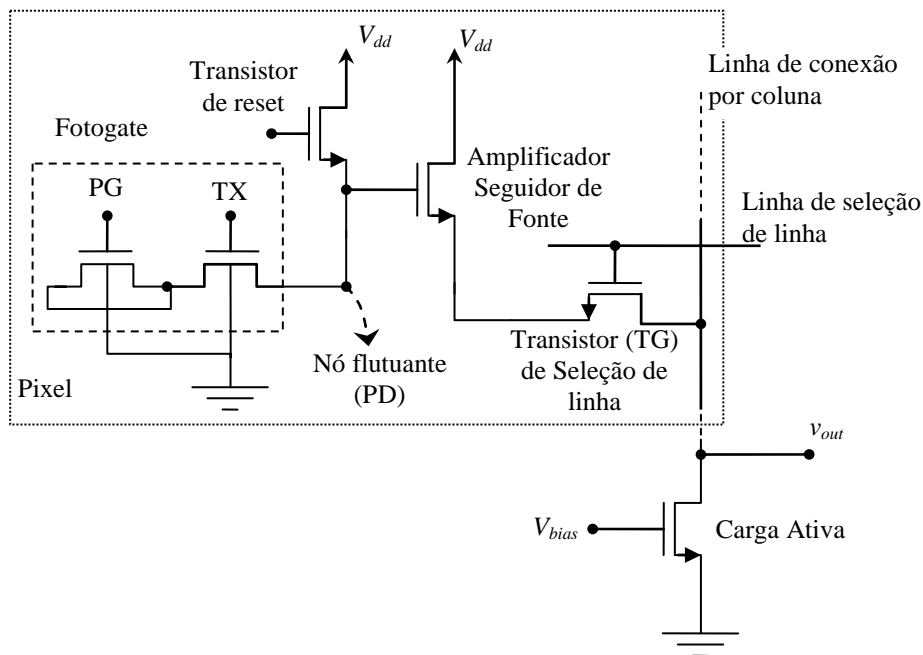 V_dd
V_dd
Transistor
de reset
Linha de conexão
por coluna
Fotogate
Amplificador
Seguidor de
Fonte
PG
TX
Linha de seleção
de linha
Transistor (TG)
de Seleção de
linha
Nó flutuante
(PD)
Pixel
v_out
V_bias
Carga Ativa